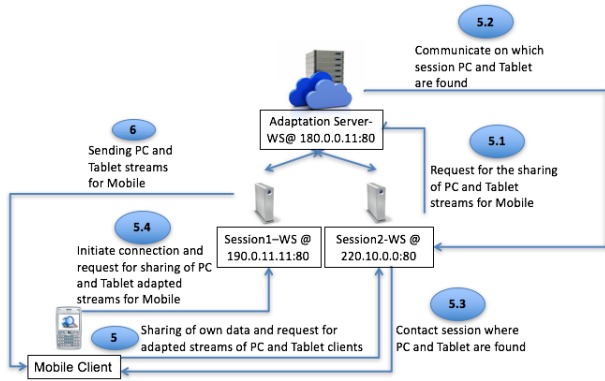 5.2
Communicate on which
session PC and Tablet
are found
Adaptation Server-
WS@ 180.0.0.11:80
6
Sending PC and
Tablet streams
for Mobile
5.1
Request for the sharing
of PC and Tablet
streams for Mobile
5.4
Initiate connection and
request for sharing of PC
and Tablet adapted
streams for Mobile
Session1–WS @
190.0.11.11:80
Session2-WS @
220.10.0.0:80
5.3
Contact session where
PC and Tablet are found
5
Sharing of own data and request for
adapted streams of PC and Tablet clients
Mobile Client